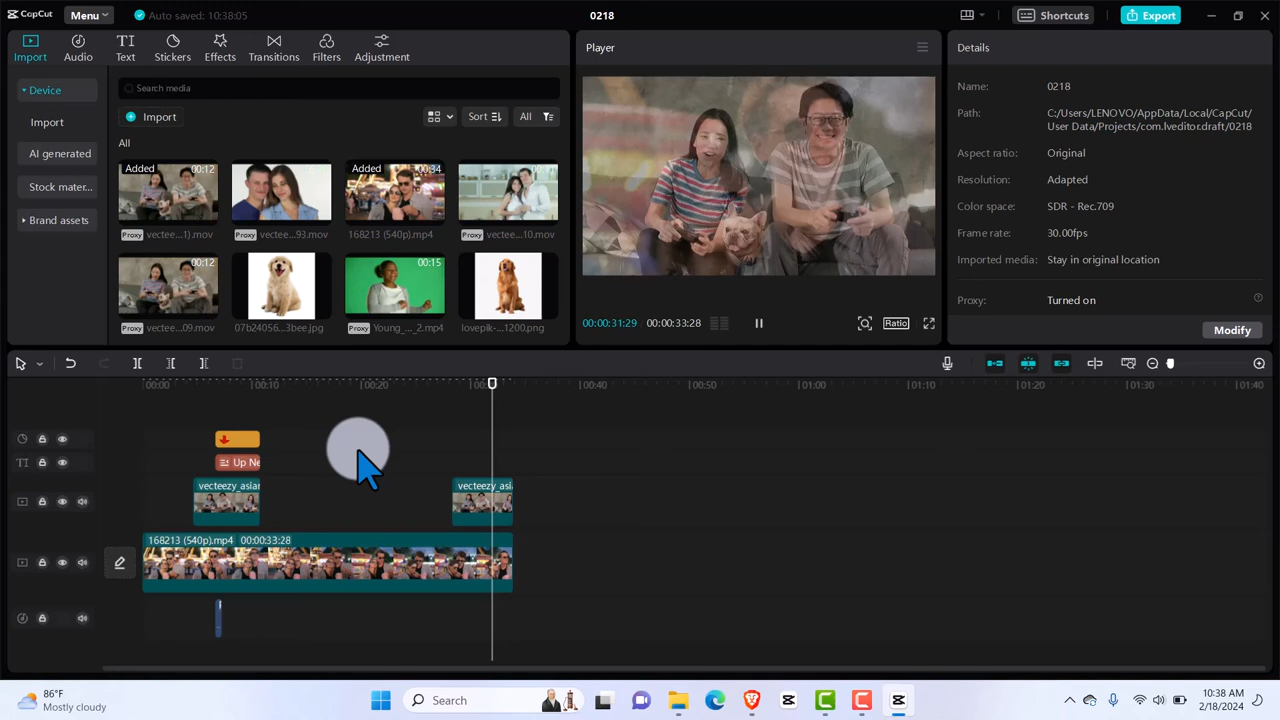 CapCut
Menu
Auto saved: 10:38:05
0218
Shortcuts
Export
Import
Audio
Text
Stickers
Effects
Transitions
Filters
Adjustment
Device
Import
AI generated
Stock mater...
Brand assets
Search media
Import
Sort
All
All
Added 00:12
Added 00:34
Proxy vectee...1).mov
Proxy vectee...93.mov
168213 (540p).mp4
Proxy vectee...10.mov
00:12
00:15
Proxy vectee...09.mov
07b24056...3bee.jpg
Proxy Young_..._2.mp4
lovepik-...1200.png
Player
00:00:31:29 00:00:33:28
Ratio
Details
Name: 0218
Path: C:/Users/LENOVO/AppData/Local/CapCut/
User Data/Projects/com.lveditor.draft/0218
Aspect ratio: Original
Resolution: Adapted
Color space: SDR - Rec.709
Frame rate: 30.00fps
Imported media: Stay in original location
Proxy: Turned on
Modify
00:00 00:10 00:20 00:40 00:50 01:00 01:10 01:20 01:30 01:40
TI
Up Ne
vecteezy_asian
vecteezy_asia
168213 (540p).mp4 00:00:33:28
86°F
Mostly cloudy
Search
10:38 AM
2/18/2024